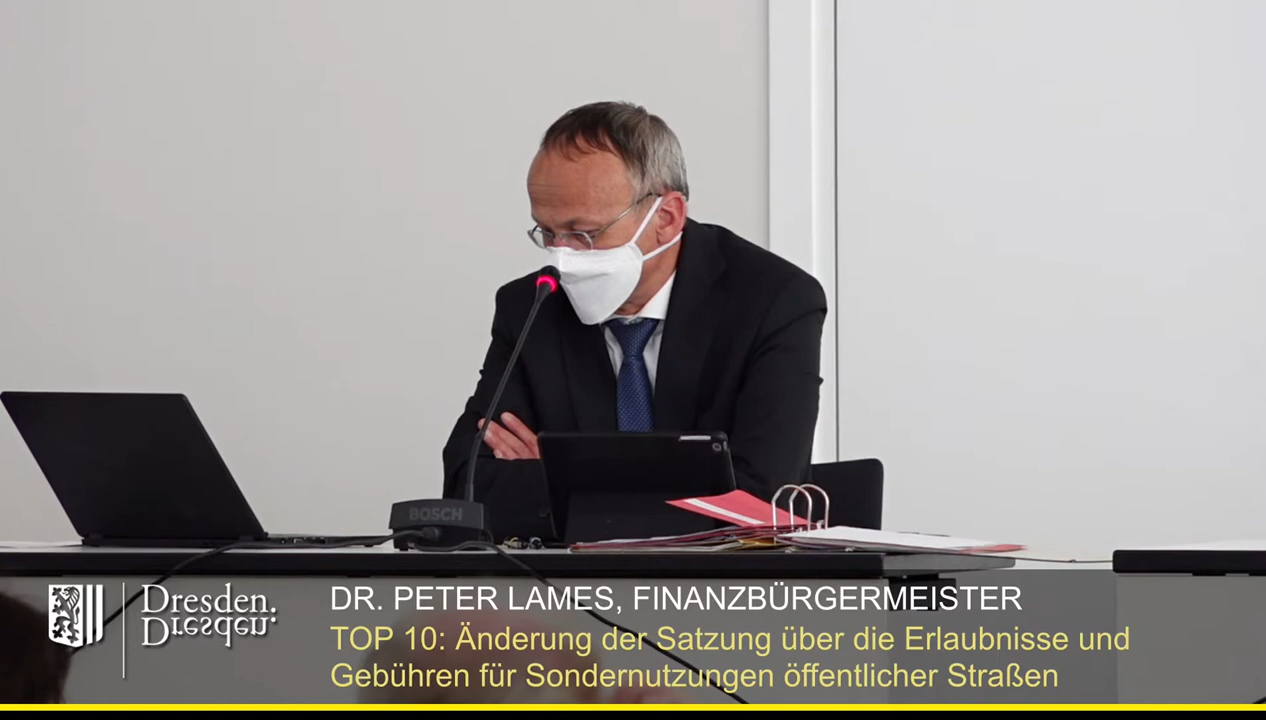 BOSCH
Dresden.
Dresden.
DR. PETER LAMES, FINANZBÜRGERMEISTER
TOP 10: Änderung der Satzung über die Erlaubnisse und
Gebühren für Sondernutzungen öffentlicher Straßen